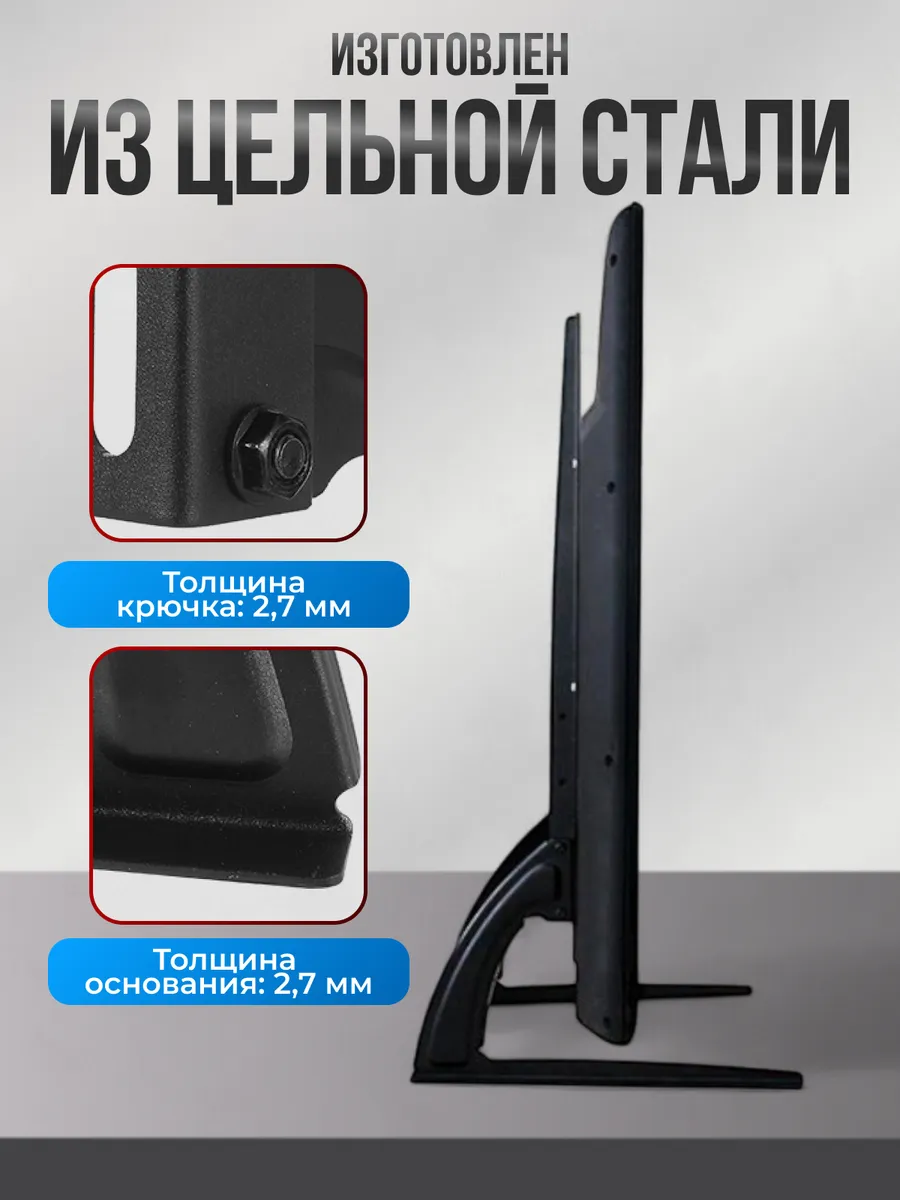 ИЗГОТОВЛЕН
ИЗ ЦЕЛЬНОЙ СТАЛИ
Толщина
крючка: 2,7 мм
Толщина
основания: 2,7 мм